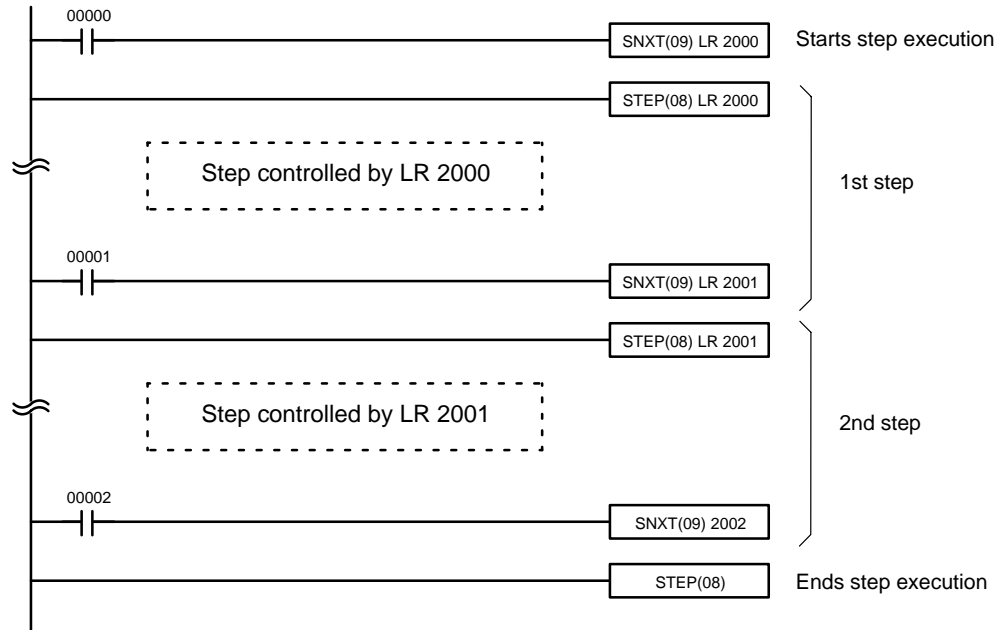 00000
SNXT(09) LR 2000 Starts step execution
STEP(08) LR 2000
Step controlled by LR 2000
1st step
00001
SNXT(09) LR 2001
STEP(08) LR 2001
Step controlled by LR 2001
2nd step
00002
SNXT(09) 2002
STEP(08) Ends step execution